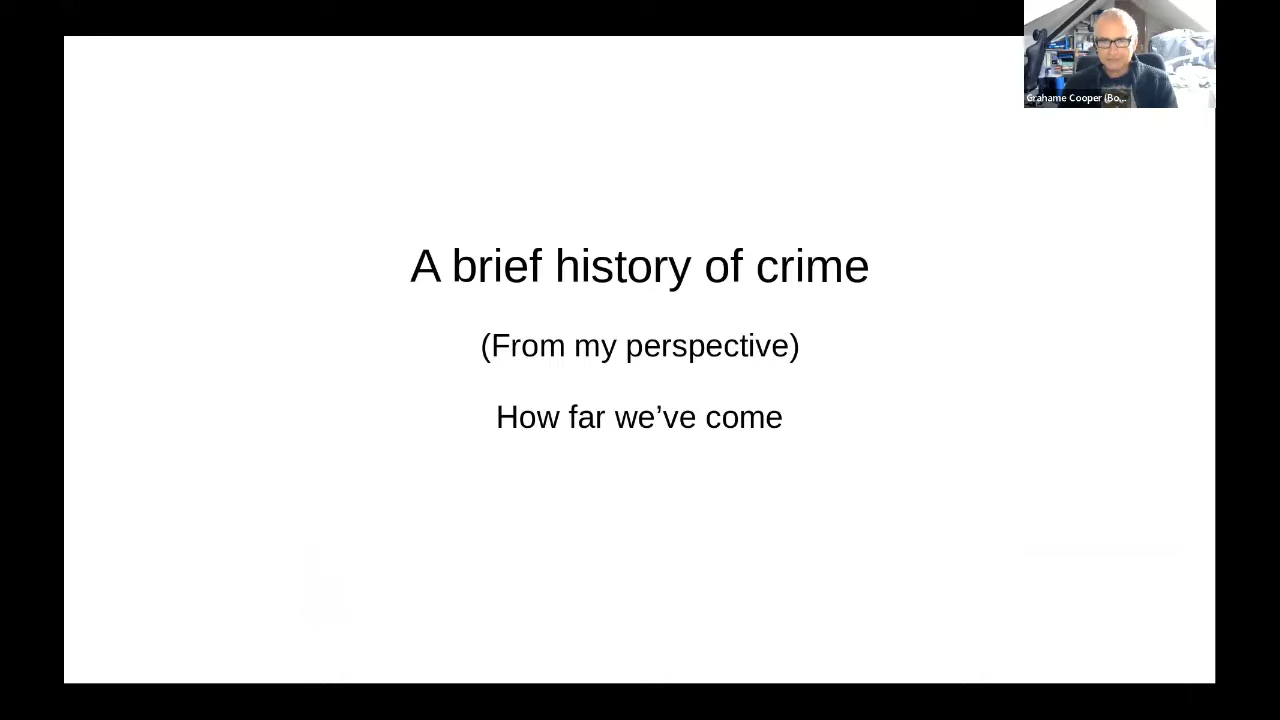 A brief history of crime
(From my perspective)
How far we’ve come
Grahame Cooper (Bo...